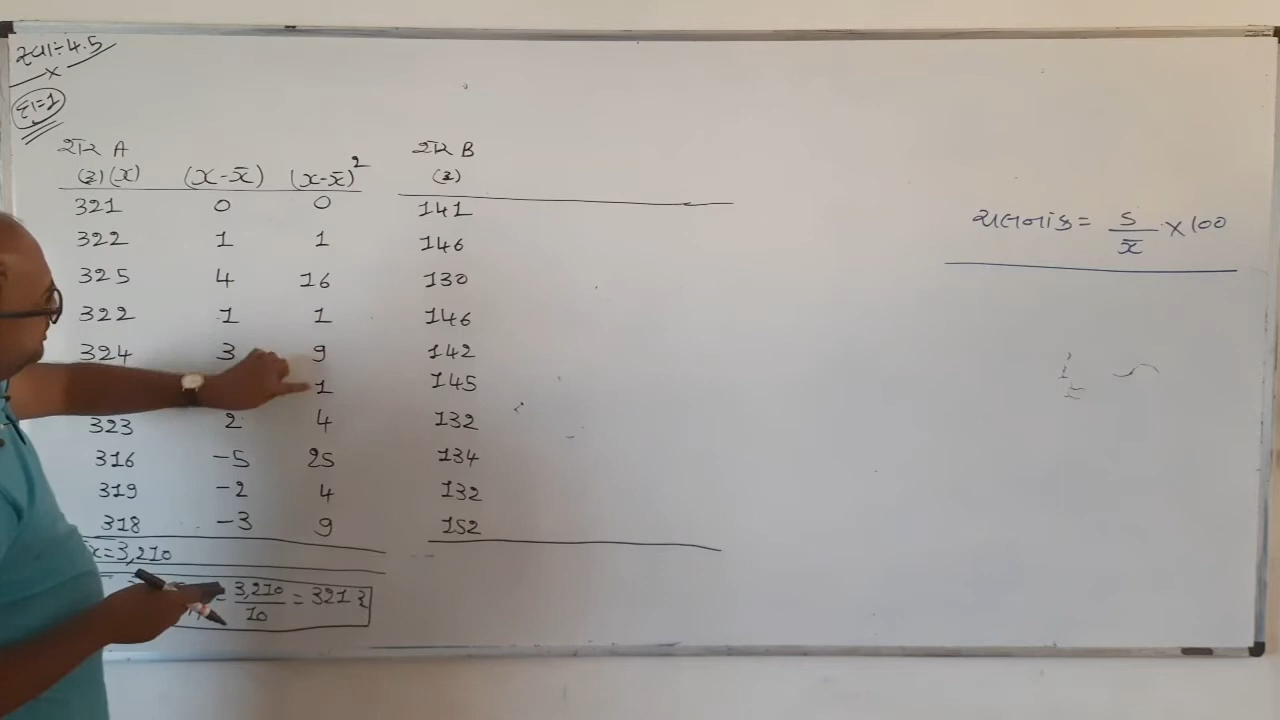 સ્વા÷4.5
×
દા=1
શેર A
(રૂ) (x) (x-x̄) (x-x̄)²
321 0 0
322 1 1
325 4 16
322 1 1
324 3 9
1
323 2 4
316 -5 25
319 -2 4
318 -3 9
x=3,210
= 3,210/10 = 321 રૂ
શેર B
(રૂ)
141
146
130
146
142
145
132
134
132
152
ચલનાંક = s/x̄ × 100